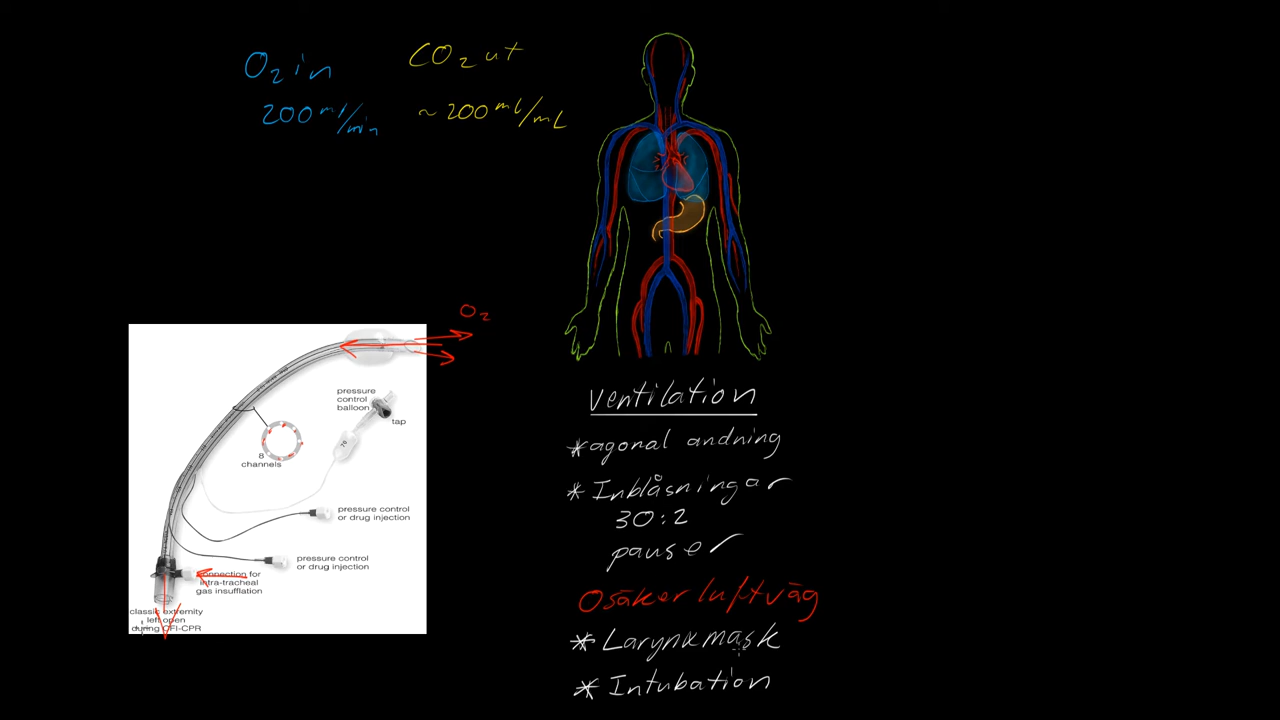 O₂ in
200 ml/min
CO₂ ut
~200 ml/mL
O₂
pressure
control
balloon
tap
70
8
channels
pressure control
or drug injection
pressure control
or drug injection
connection for
intra-tracheal
gas insufflation
classic extremity
left open
during CFI-CPR
Ventilation
*agonal andning
*Inblåsningar
30:2
pauser
Osäker luftväg
*Larynxmask
*Intubation